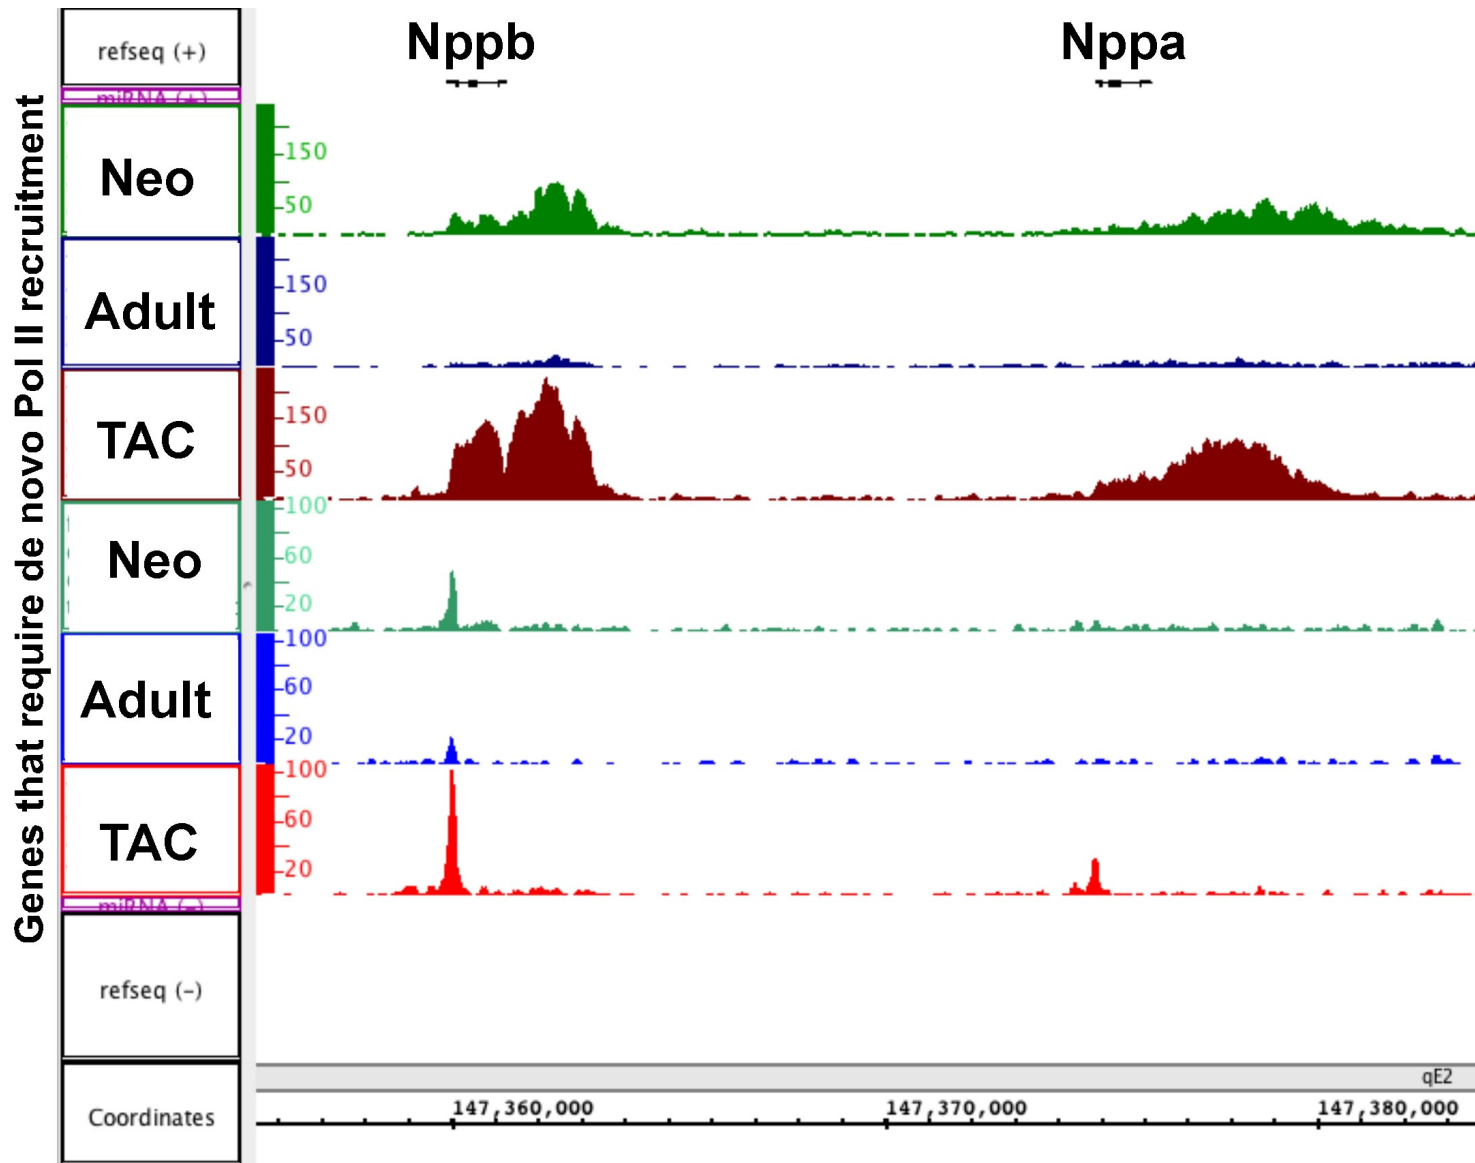 Genes that require de novo Pol II recruitment
refseq (+)
Nppb
Nppa
miRNA (+)
Neo
150
50
Adult
150
50
TAC
150
50
Neo
100
60
20
Adult
100
60
20
TAC
100
60
20
miRNA (-)
refseq (-)
qE2
Coordinates
147,360,000 147,370,000 147,380,000